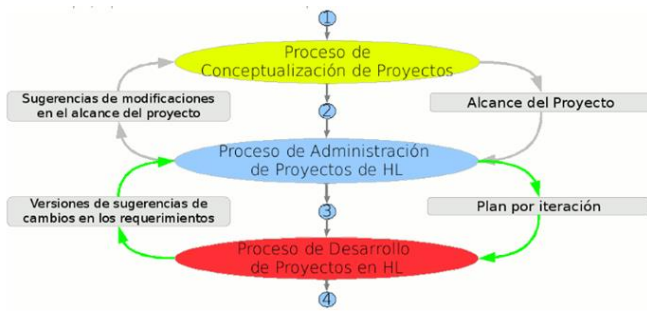 1
Proceso de
Conceptualización de Proyectos
Sugerencias de modificaciones
en el alcance del proyecto
Alcance del Proyecto
2
Proceso de Administración
de Proyectos de HL
Versiones de sugerencias de
cambios en los requerimientos
Plan por iteración
3
Proceso de Desarrollo
de Proyectos en HL
4